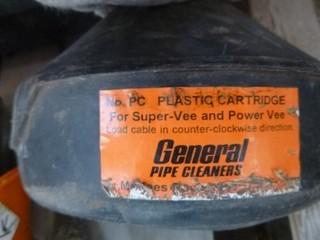 No. PC PLASTIC CARTRIDGE
For Super-Vee and Power Vee
Load cable in counter-clockwise direction.
General
PIPE CLEANERS